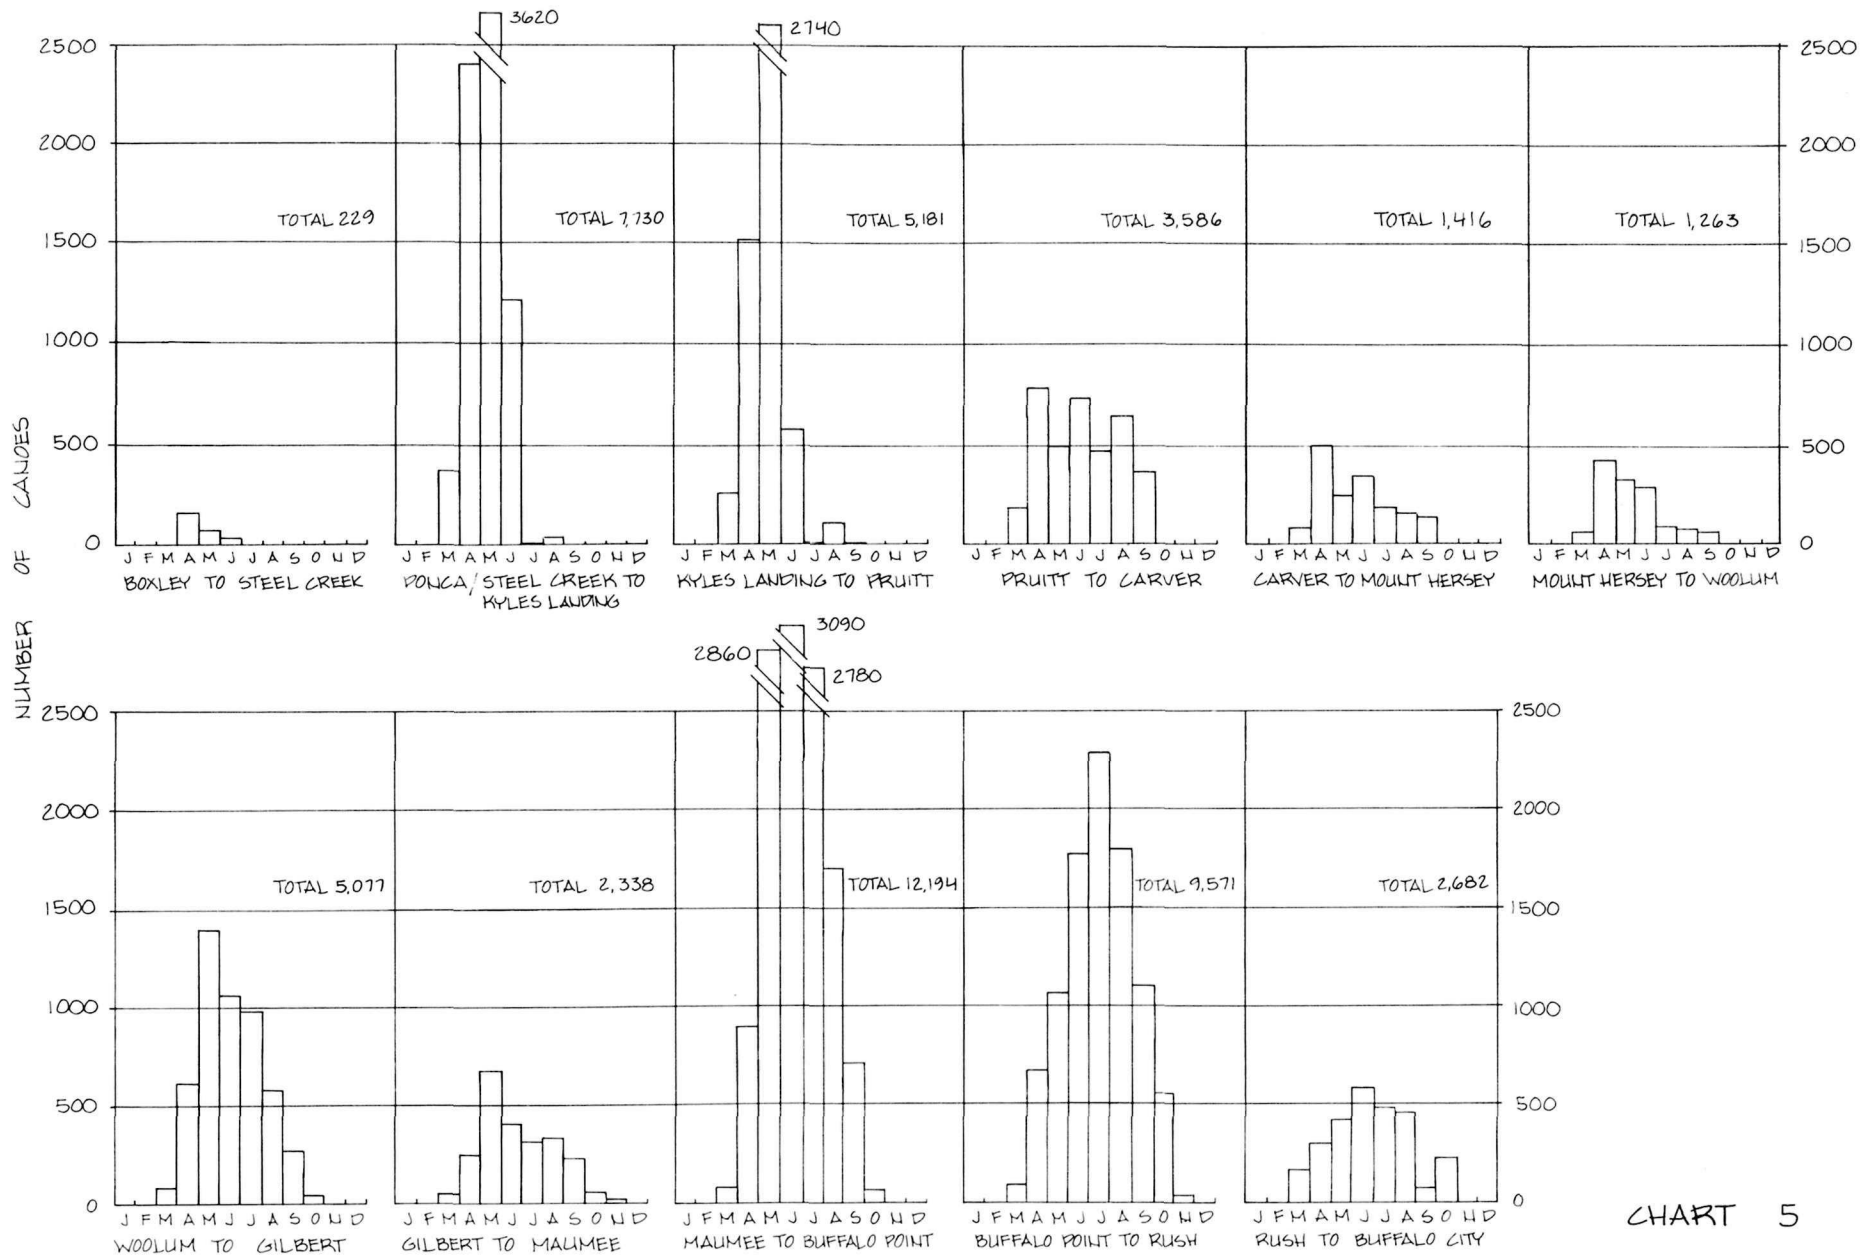 3620
2740
2500
2500
2000
2000
TOTAL 229
TOTAL 7,730
TOTAL 5,181
TOTAL 3,586
TOTAL 1,416
TOTAL 1,263
1500
1500
1000
1000
500
500
0
0
J F M A M J J A S O N D
J F M A M J J A S O N D
J F M A M J J A S O N D
J F M A M J J A S O N D
J F M A M J J A S O N D
J F M A M J J A S O N D
BOXLEY TO STEEL CREEK
PONCA/STEEL CREEK TO
KYLES LANDING
KYLES LANDING TO PRUITT
PRUITT TO CARVER
CARVER TO MOUNT HERSEY
MOUNT HERSEY TO WOOLUM
NUMBER OF CANOES
2860
3090
2780
2500
2500
2000
2000
TOTAL 5,077
TOTAL 2,338
TOTAL 12,194
TOTAL 9,571
TOTAL 2,682
1500
1500
1000
1000
500
500
0
0
J F M A M J J A S O N D
J F M A M J J A S O N D
J F M A M J J A S O N D
J F M A M J J A S O N D
J F M A M J J A S O N D
WOOLUM TO GILBERT
GILBERT TO MAUMEE
MAUMEE TO BUFFALO POINT
BUFFALO POINT TO RUSH
RUSH TO BUFFALO CITY
CHART 5